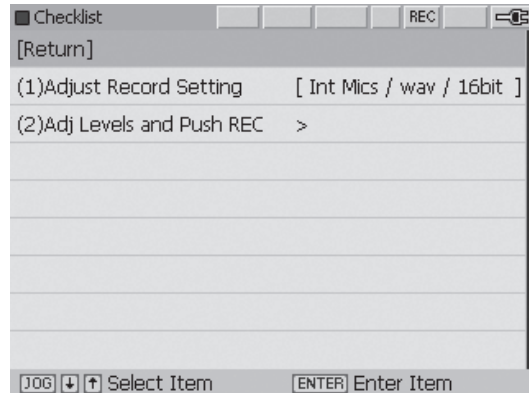 Checklist REC
[Return]
(1)Adjust Record Setting [ Int Mics / wav / 16bit ]
(2)Adj Levels and Push REC >
JOG ↓ ↑ Select Item ENTER Enter Item